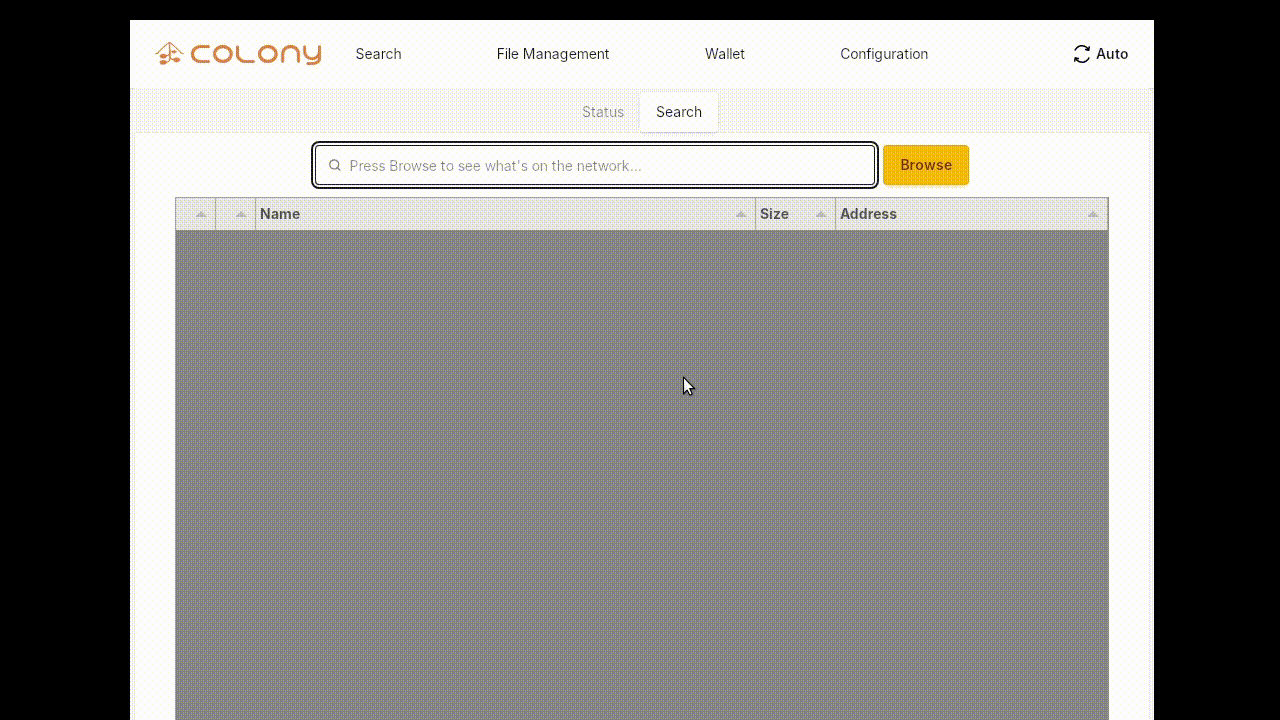 COLONY Search File Management Wallet Configuration Auto
Status Search
Press Browse to see what's on the network... Browse
Name Size Address